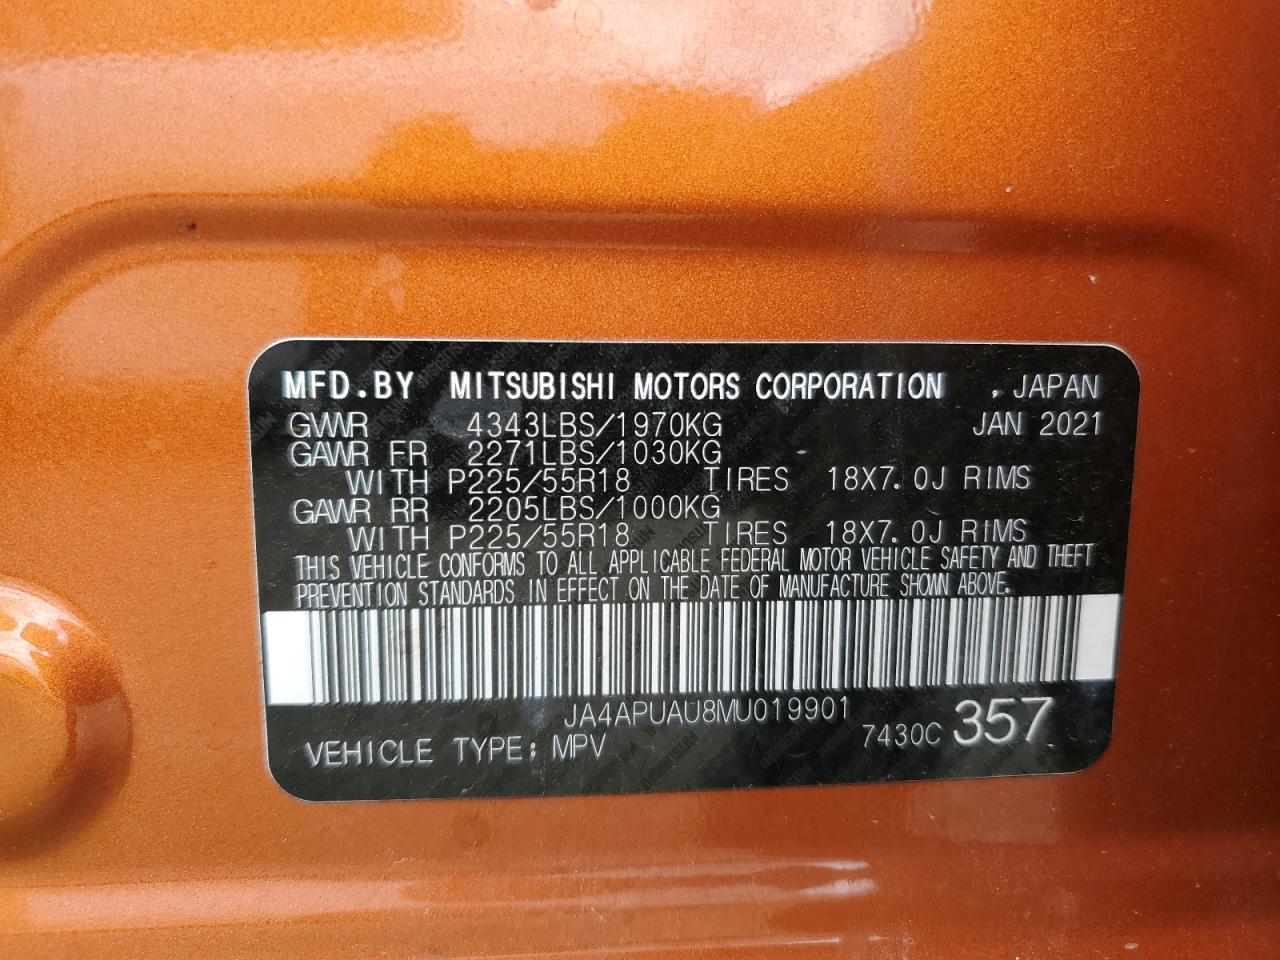 MFD.BY MITSUBISHI MOTORS CORPORATION , JAPAN
GVWR 4343LBS/1970KG JAN 2021
GAWR FR 2271LBS/1030KG
WITH P225/55R18 TIRES 18X7.0J RIMS
GAWR RR 2205LBS/1000KG
WITH P225/55R18 TIRES 18X7.0J RIMS
THIS VEHICLE CONFORMS TO ALL APPLICABLE FEDERAL MOTOR VEHICLE SAFETY AND THEFT
PREVENTION STANDARDS IN EFFECT ON THE DATE OF MANUFACTURE SHOWN ABOVE.
JA4APUAU8MU019901
VEHICLE TYPE: MPV 7430C 357